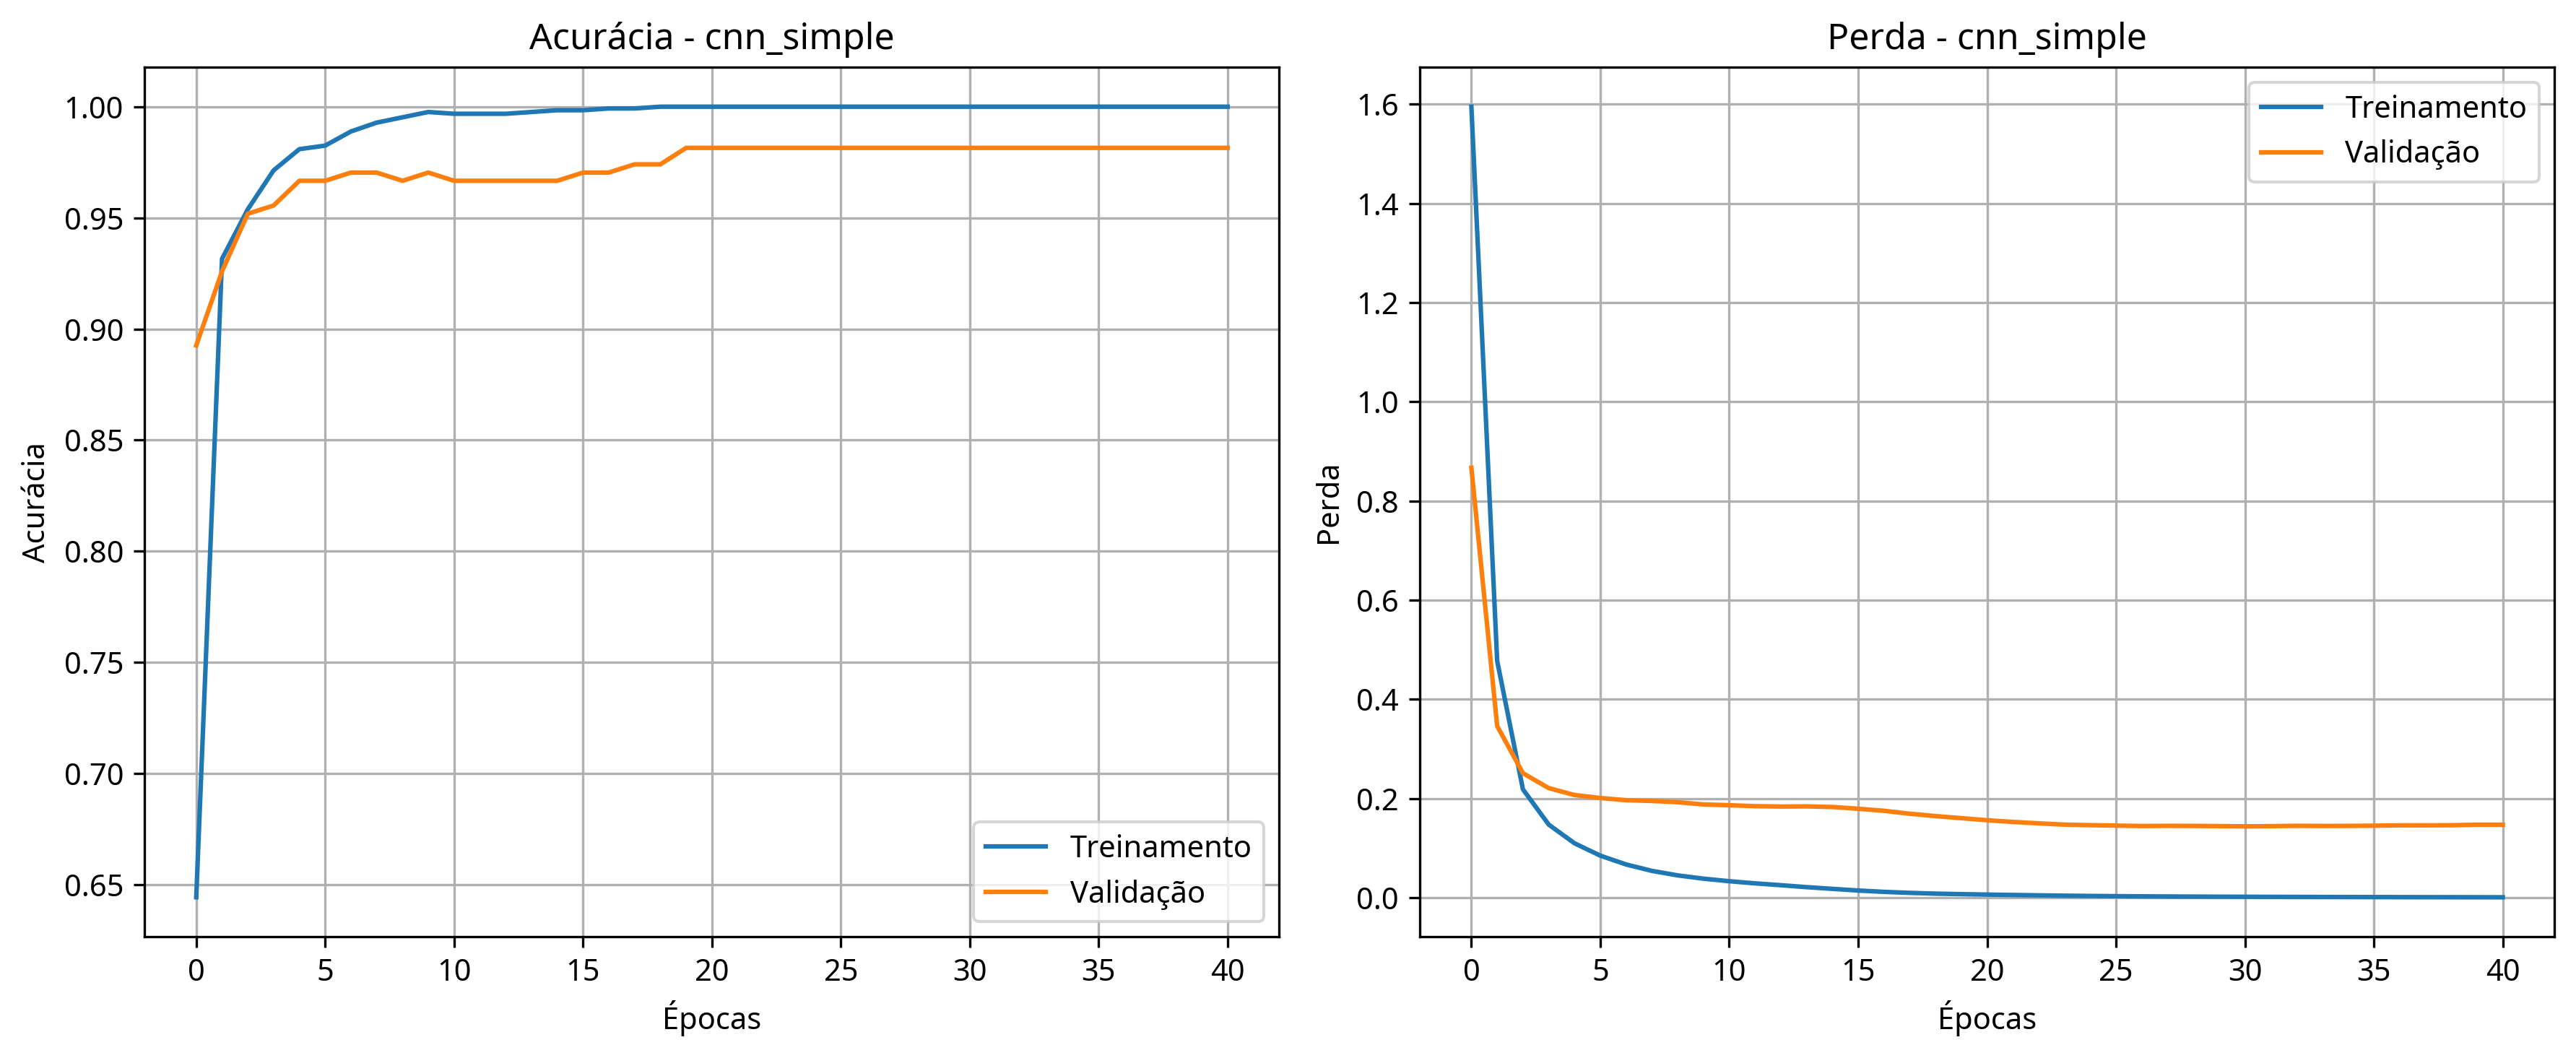 Acurácia - cnn_simple
1.00
0.95
0.90
0.85
0.80
0.75
0.70
0.65
Acurácia
Treinamento
Validação
0 5 10 15 20 25 30 35 40
Épocas
Perda - cnn_simple
1.6
1.4
1.2
1.0
0.8
0.6
0.4
0.2
0.0
Perda
Treinamento
Validação
0 5 10 15 20 25 30 35 40
Épocas